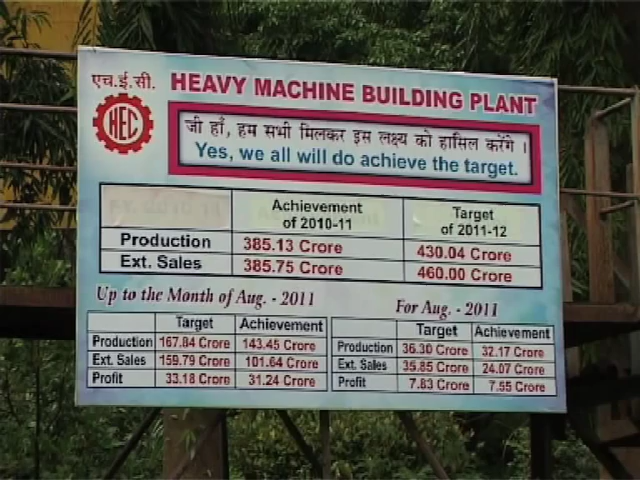 एच.ई.सी. HEAVY MACHINE BUILDING PLANT
HEC
जी हाँ, हम सभी मिलकर इस लक्ष्य को हासिल करेंगे ।
Yes, we all will do achieve the target.
Achievement of 2010-11 Target of 2011-12
Production 385.13 Crore 430.04 Crore
Ext. Sales 385.75 Crore 460.00 Crore
Up to the Month of Aug. - 2011
Target Achievement
Production 167.84 Crore 143.45 Crore
Ext. Sales 159.79 Crore 101.64 Crore
Profit 33.18 Crore 31.24 Crore
For Aug. - 2011
Target Achievement
Production 36.30 Crore 32.17 Crore
Ext. Sales 35.85 Crore 24.07 Crore
Profit 7.83 Crore 7.55 Crore